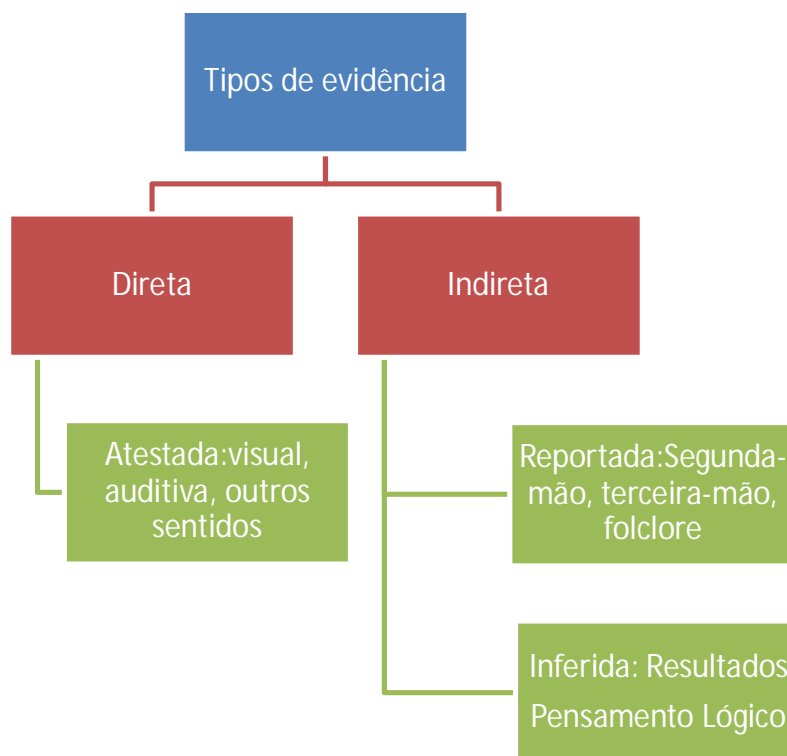 Tipos de evidência
Direta
Indireta
Atestada:visual,
auditiva, outros
sentidos
Reportada:Segunda-
mão, terceira-mão,
folclore
Inferida: Resultados
Pensamento Lógico